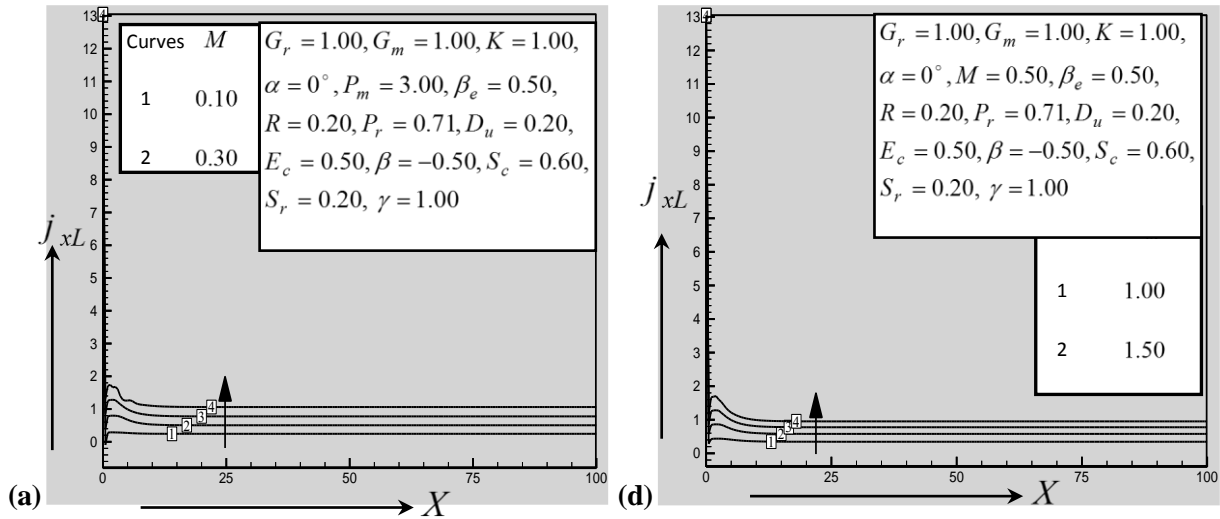 Curves M
1 0.10
2 0.30
G_r = 1.00, G_m = 1.00, K = 1.00,
α = 0°, P_m = 3.00, β_e = 0.50,
R = 0.20, P_r = 0.71, D_u = 0.20,
E_c = 0.50, β = −0.50, S_c = 0.60,
S_r = 0.20, γ = 1.00
4
13
12
11
10
9
8
7
6
5
4
3
2
1
0
j_xL
1
2
3
4
0 25 50 75 100
(a)
X
G_r = 1.00, G_m = 1.00, K = 1.00,
α = 0°, M = 0.50, β_e = 0.50,
R = 0.20, P_r = 0.71, D_u = 0.20,
E_c = 0.50, β = −0.50, S_c = 0.60,
S_r = 0.20, γ = 1.00
1 1.00
2 1.50
4
13
12
11
10
9
8
7
6
5
4
3
2
1
0
j_xL
1
2
3
4
0 25 50 75 100
(d)
X